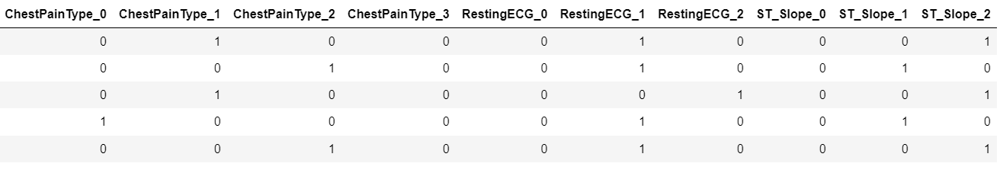 ChestPainType_0 ChestPainType_1 ChestPainType_2 ChestPainType_3 RestingECG_0 RestingECG_1 RestingECG_2 ST_Slope_0 ST_Slope_1 ST_Slope_2
0 1 0 0 0 1 0 0 0 1
0 0 1 0 0 1 0 0 1 0
0 1 0 0 0 0 1 0 0 1
1 0 0 0 0 1 0 0 1 0
0 0 1 0 0 1 0 0 0 1